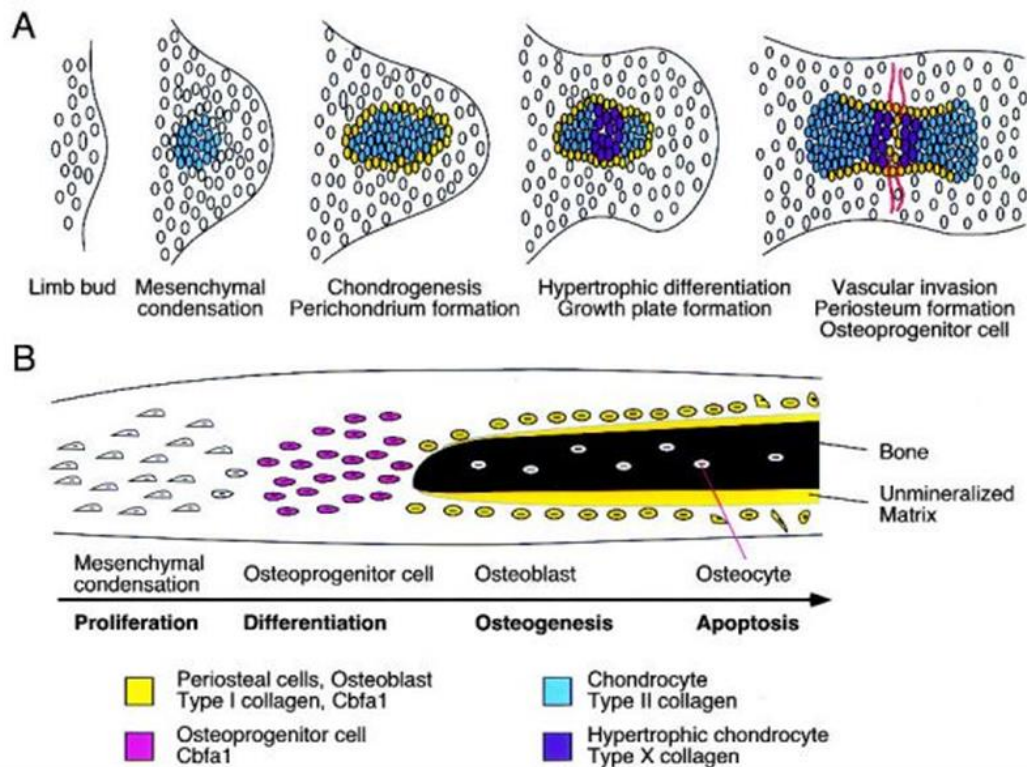 A
Limb bud
Mesenchymal
condensation
Chondrogenesis
Perichondrium formation
Hypertrophic differentiation
Growth plate formation
Vascular invasion
Periosteum formation
Osteoprogenitor cell
B
Bone
Unmineralized
Matrix
Mesenchymal
condensation
Osteoprogenitor cell
Osteoblast
Osteocyte
Proliferation
Differentiation
Osteogenesis
Apoptosis
Periosteal cells, Osteoblast
Type I collagen, Cbfa1
Osteoprogenitor cell
Cbfa1
Chondrocyte
Type II collagen
Hypertrophic chondrocyte
Type X collagen